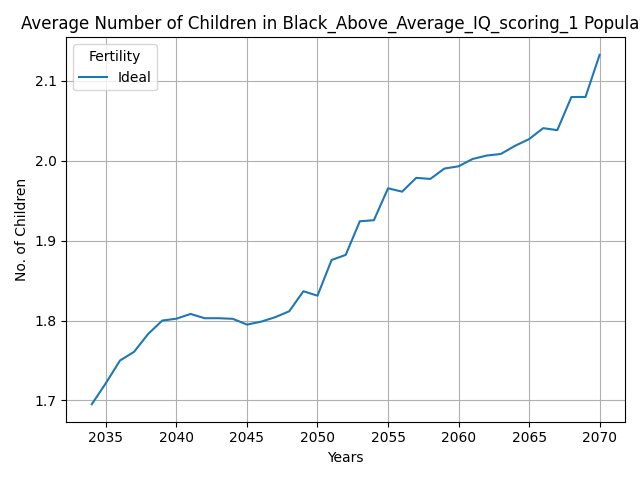 Average Number of Children in Black_Above_Average_IQ_scoring_1 Popula
Fertility
Ideal
No. of Children
2.1
2.0
1.9
1.8
1.7
2035 2040 2045 2050 2055 2060 2065 2070
Years